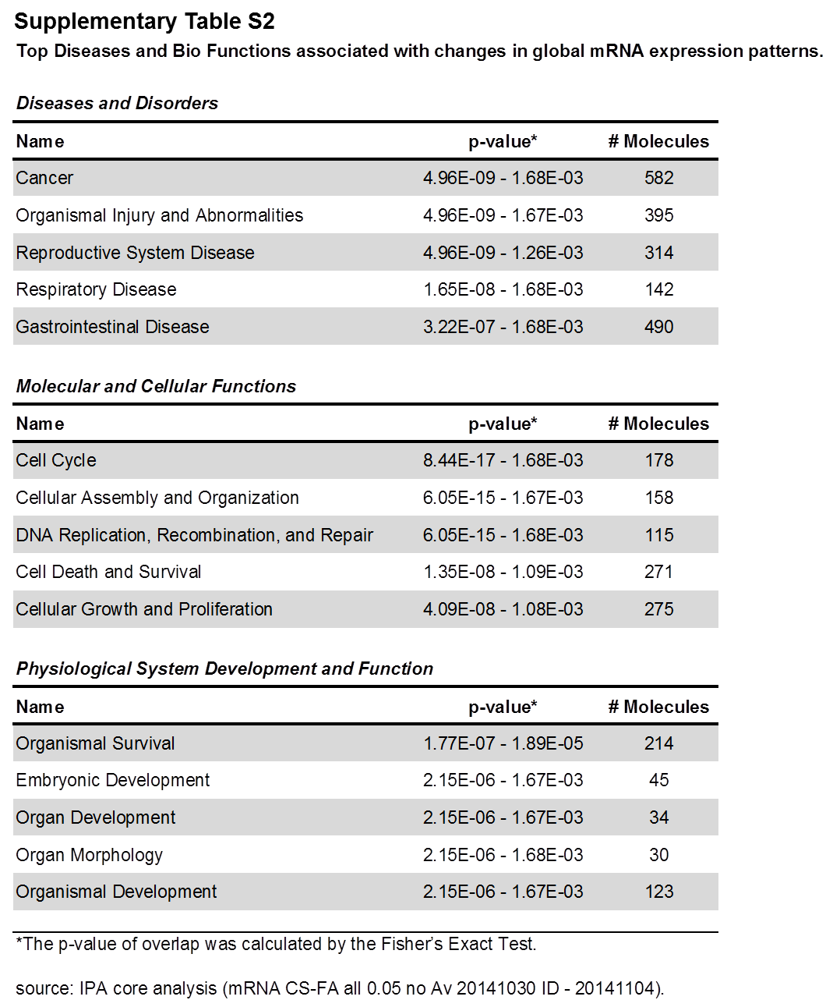 Supplementary Table S2
Top Diseases and Bio Functions associated with changes in global mRNA expression patterns.
Diseases and Disorders
Name p-value* # Molecules
Cancer 4.96E-09 - 1.68E-03 582
Organismal Injury and Abnormalities 4.96E-09 - 1.67E-03 395
Reproductive System Disease 4.96E-09 - 1.26E-03 314
Respiratory Disease 1.65E-08 - 1.68E-03 142
Gastrointestinal Disease 3.22E-07 - 1.68E-03 490
Molecular and Cellular Functions
Name p-value* # Molecules
Cell Cycle 8.44E-17 - 1.68E-03 178
Cellular Assembly and Organization 6.05E-15 - 1.67E-03 158
DNA Replication, Recombination, and Repair 6.05E-15 - 1.68E-03 115
Cell Death and Survival 1.35E-08 - 1.09E-03 271
Cellular Growth and Proliferation 4.09E-08 - 1.08E-03 275
Physiological System Development and Function
Name p-value* # Molecules
Organismal Survival 1.77E-07 - 1.89E-05 214
Embryonic Development 2.15E-06 - 1.67E-03 45
Organ Development 2.15E-06 - 1.67E-03 34
Organ Morphology 2.15E-06 - 1.68E-03 30
Organismal Development 2.15E-06 - 1.67E-03 123
*The p-value of overlap was calculated by the Fisher’s Exact Test.
source: IPA core analysis (mRNA CS-FA all 0.05 no Av 20141030 ID - 20141104).